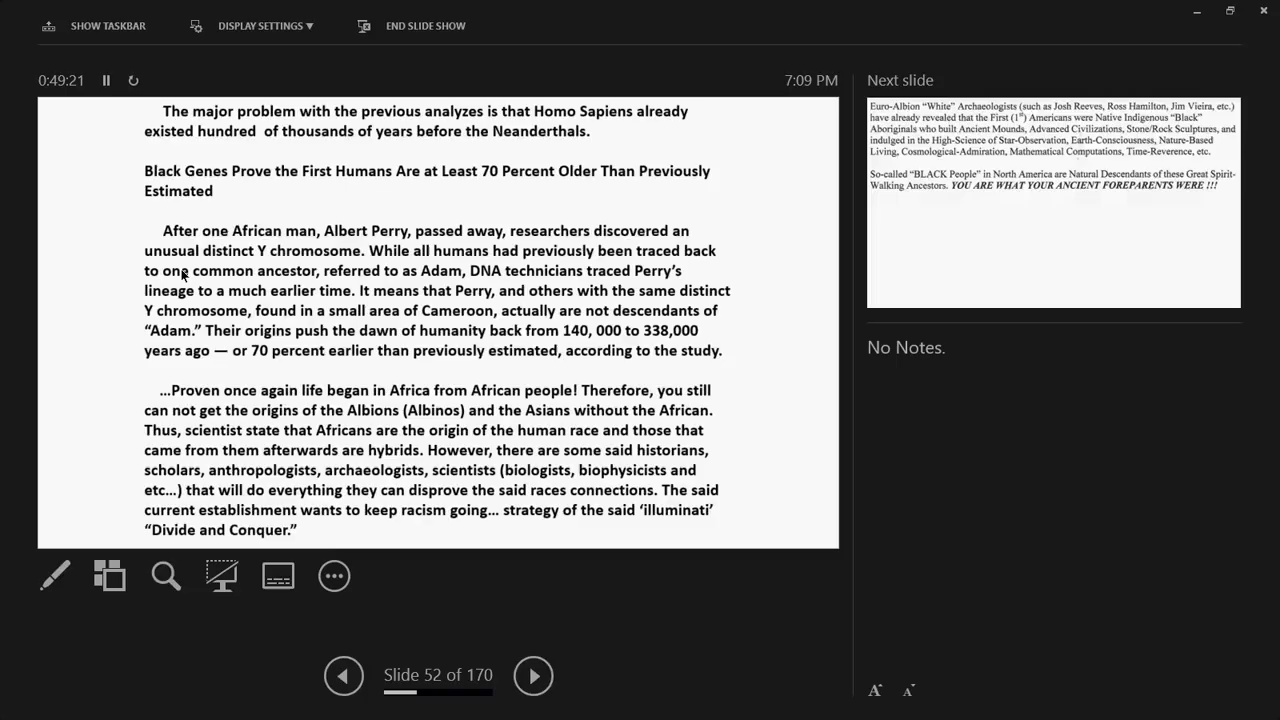 SHOW TASKBAR
DISPLAY SETTINGS ▼
END SLIDE SHOW
0:49:21
7:09 PM
The major problem with the previous analyzes is that Homo Sapiens already
existed hundred  of thousands of years before the Neanderthals.
Black Genes Prove the First Humans Are at Least 70 Percent Older Than Previously
Estimated
After one African man, Albert Perry, passed away, researchers discovered an
unusual distinct Y chromosome. While all humans had previously been traced back
to one common ancestor, referred to as Adam, DNA technicians traced Perry's
lineage to a much earlier time. It means that Perry, and others with the same distinct
Y chromosome, found in a small area of Cameroon, actually are not descendants of
“Adam.” Their origins push the dawn of humanity back from 140, 000 to 338,000
years ago — or 70 percent earlier than previously estimated, according to the study.
…Proven once again life began in Africa from African people! Therefore, you still
can not get the origins of the Albions (Albinos) and the Asians without the African.
Thus, scientist state that Africans are the origin of the human race and those that
came from them afterwards are hybrids. However, there are some said historians,
scholars, anthropologists, archaeologists, scientists (biologists, biophysicists and
etc…) that will do everything they can disprove the said races connections. The said
current establishment wants to keep racism going… strategy of the said ‘illuminati’
“Divide and Conquer.”
Slide 52 of 170
Next slide
Euro-Albion “White” Archaeologists (such as Josh Reeves, Ross Hamilton, Jim Vieira, etc.)
have already revealed that the First (1st) Americans were Native Indigenous “Black”
Aboriginals who built Ancient Mounds, Advanced Civilizations, Stone/Rock Sculptures, and
indulged in the High-Science of Star-Observation, Earth-Consciousness, Nature-Based
Living, Cosmological-Admiration, Mathematical Computations, Time-Reverence, etc.
So-called “BLACK People” in North America are Natural Descendants of these Great Spirit-
Walking Ancestors. YOU ARE WHAT YOUR ANCIENT FOREPARENTS WERE !!!
No Notes.
A A